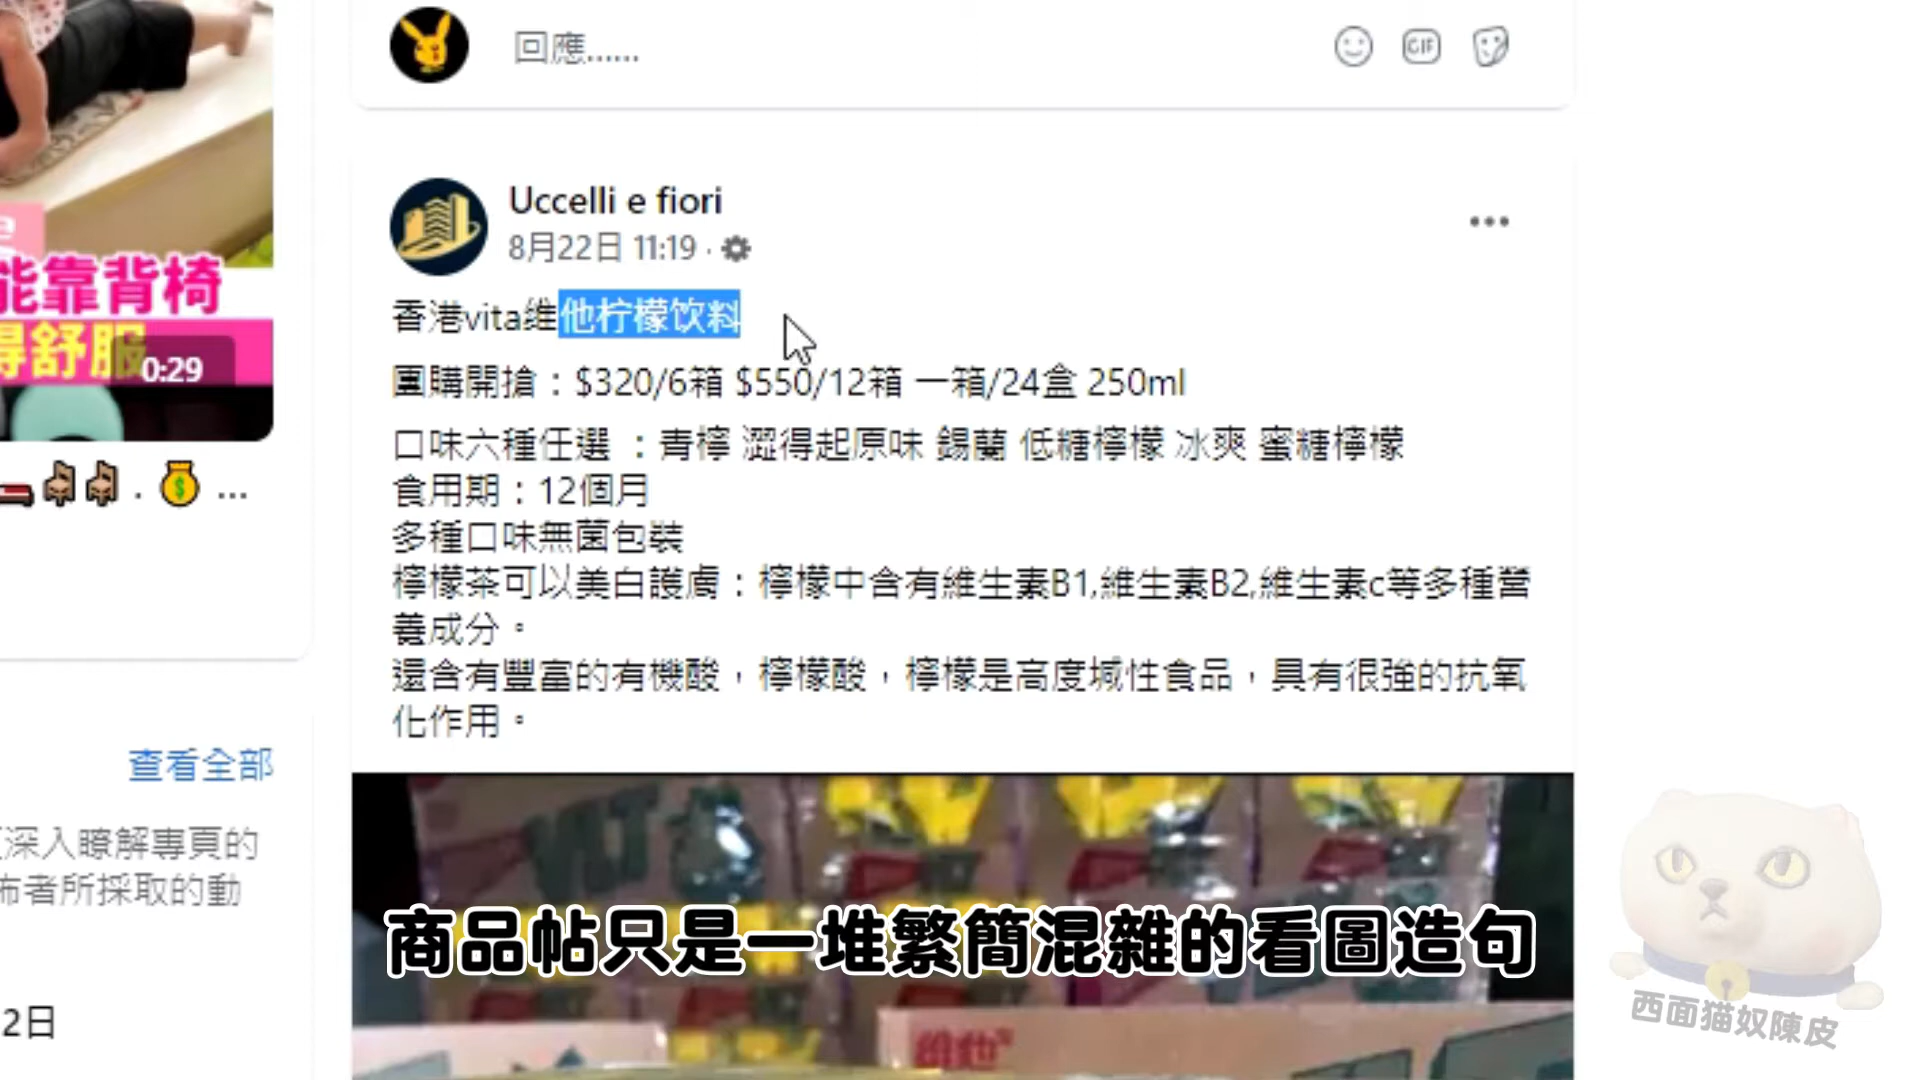 回應......
GIF
Uccelli e fiori
8月22日 11:19 ·
香港vita维他柠檬饮料
團購開搶：$320/6箱 $550/12箱 一箱/24盒 250ml
口味六種任選 ：青檸 澀得起原味 錫蘭 低糖檸檬 冰爽 蜜糖檸檬
食用期：12個月
多種口味無菌包裝
檸檬茶可以美白護膚：檸檬中含有維生素B1,維生素B2,維生素c等多種營
養成分。
還含有豐富的有機酸，檸檬酸，檸檬是高度堿性食品，具有很強的抗氧
化作用。
能靠背椅
得舒服
0:29
. ...
查看全部
深入瞭解專頁的
佈者所採取的動
2日
商品帖只是一堆繁簡混雜的看圖造句
維他
西面猫奴陳皮